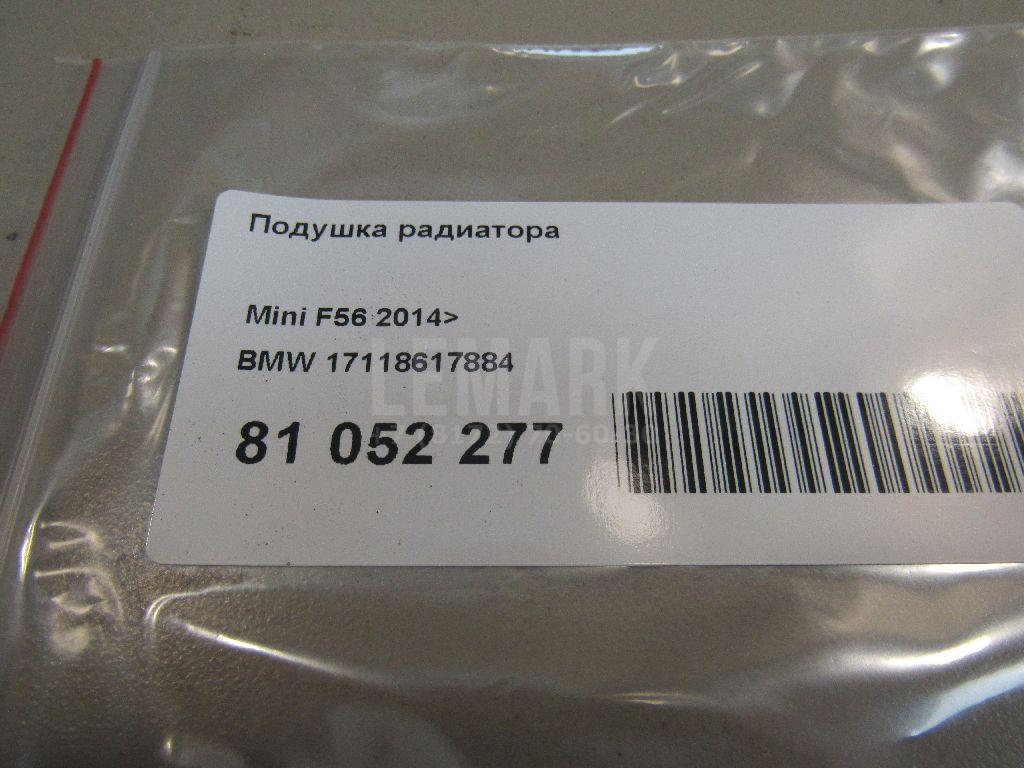 Подушка радиатора
Mini F56 2014>
BMW 17118617884
LEMARK
81 052 277